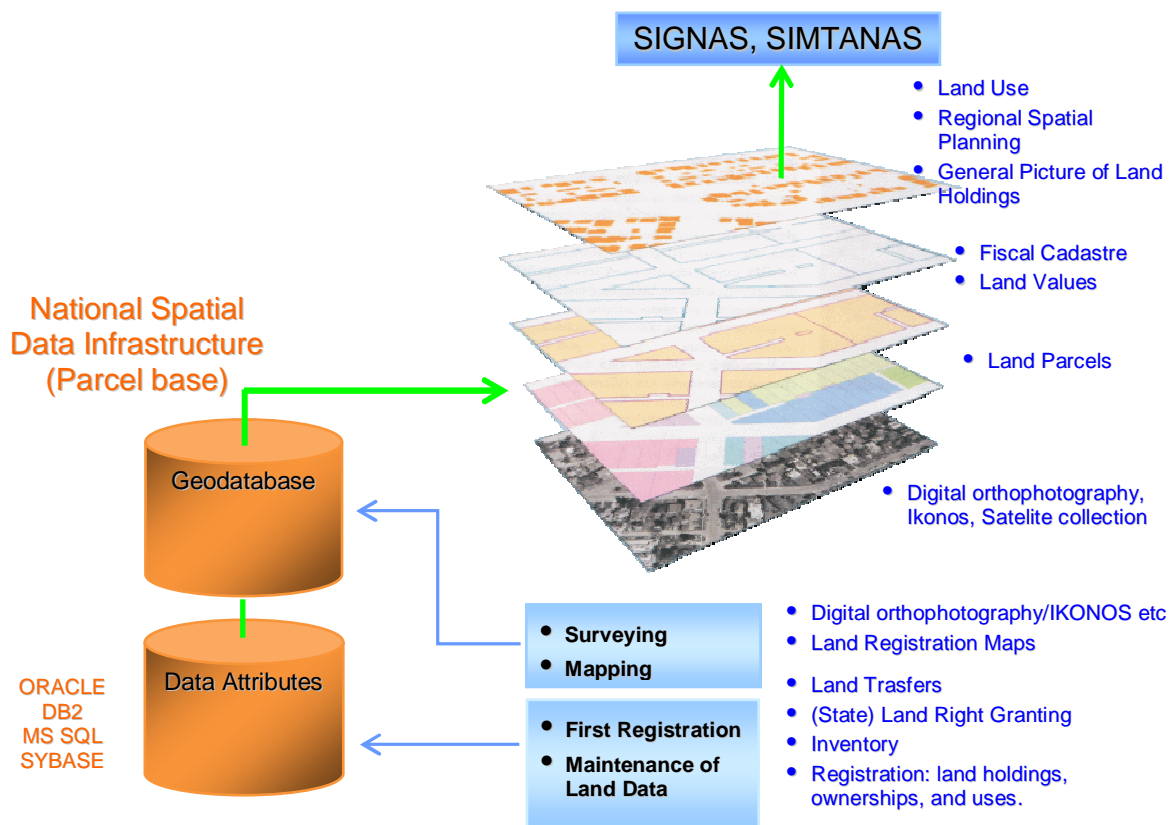 SIGNAS, SIMTANAS
• Land Use
• Regional Spatial
Planning
• General Picture of Land
Holdings
• Fiscal Cadastre
• Land Values
• Land Parcels
• Digital orthophotography,
Ikonos, Satelite collection
National Spatial
Data Infrastructure
(Parcel base)
Geodatabase
Data Attributes
ORACLE
DB2
MS SQL
SYBASE
• Surveying
• Mapping
• Digital orthophotography/IKONOS etc
• Land Registration Maps
• First Registration
• Maintenance of
Land Data
• Land Trasfers
• (State) Land Right Granting
• Inventory
• Registration: land holdings,
ownerships, and uses.